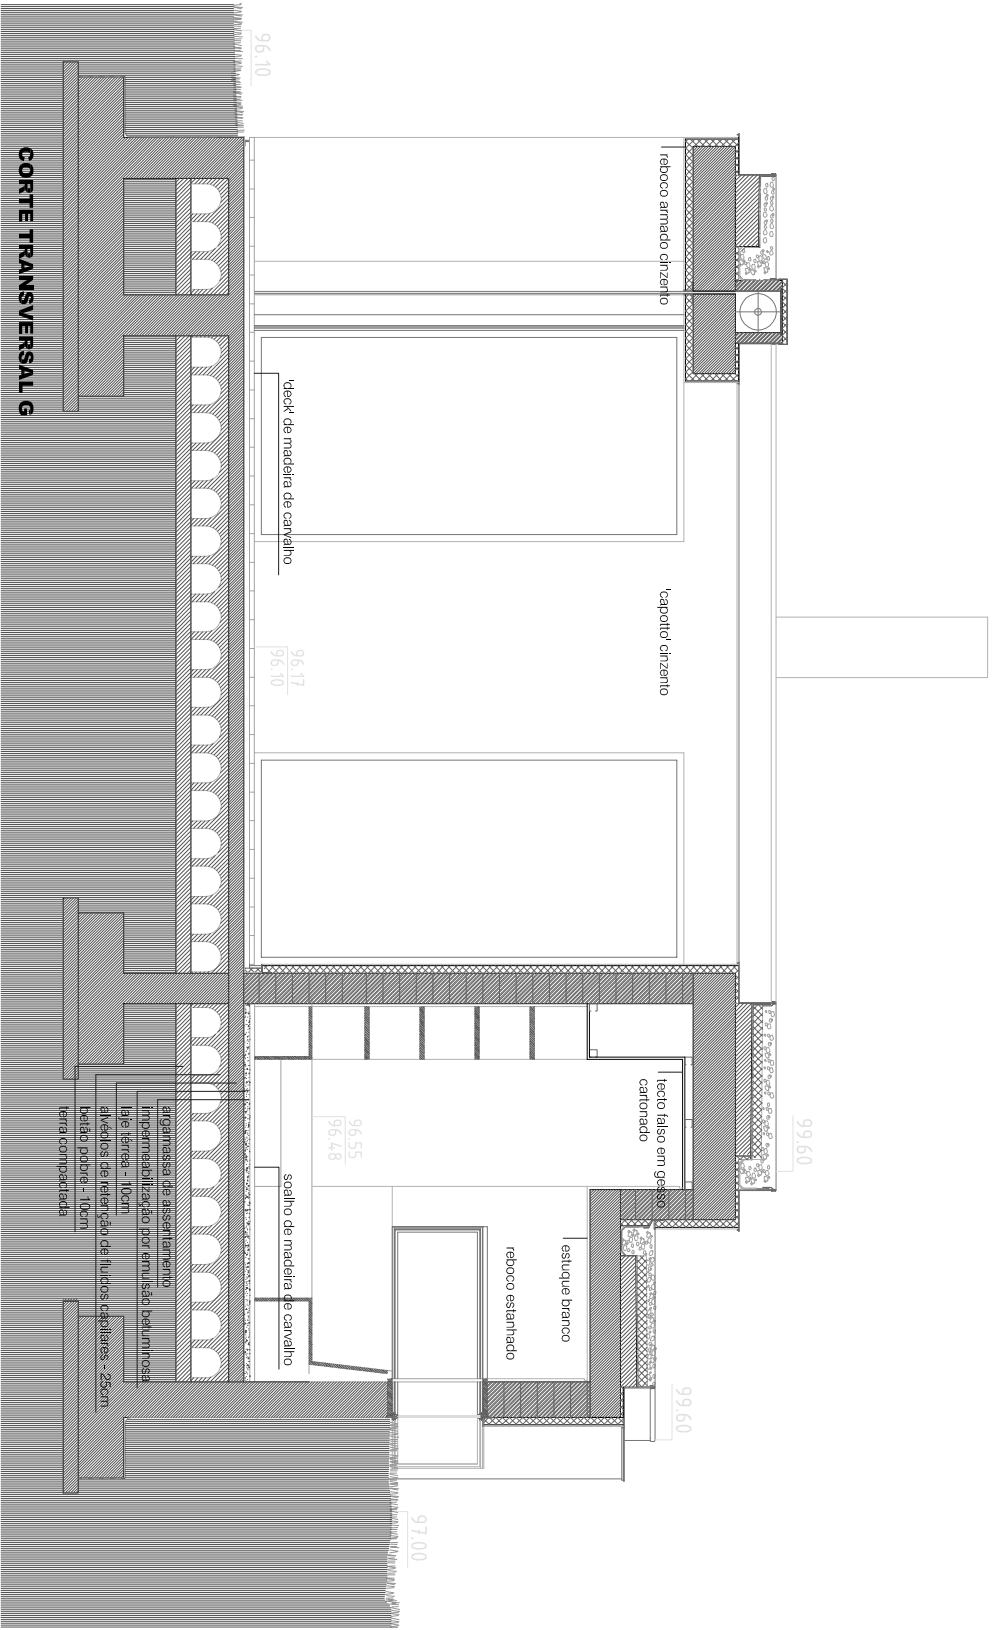 99.60
99.60
reboco armado cinzento
'capotto' cinzento
tecto falso em gesso
cartonado
estuque branco
reboco estanhado
97.00
96.55
96.48
96.17
96.10
96.10
'deck' de madeira de carvalho
soalho de madeira de carvalho
argamassa de assentamento
impermeabilização por emulsão betuminosa
laje térrea - 10cm
alvéolos de retenção de fluidos capilares - 25cm
betão pobre - 10cm
terra compactada
CORTE TRANSVERSAL G